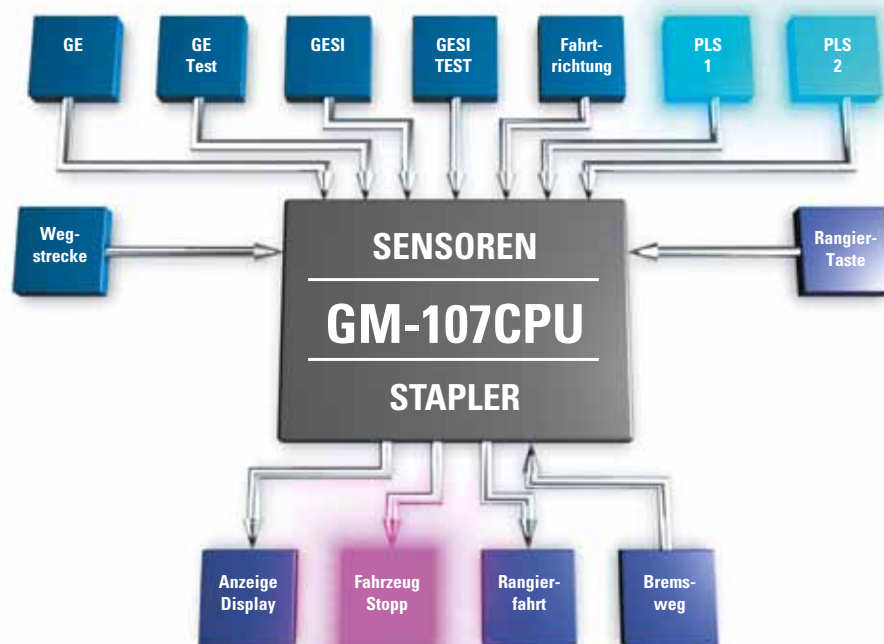 GE
GE
Test
GESI
GESI
TEST
Fahrt-
richtung
PLS
1
PLS
2
Weg-
strecke
SENSOREN
GM-107CPU
STAPLER
Rangier-
Taste
Anzeige
Display
Fahrzeug
Stopp
Rangier-
fahrt
Brems-
weg